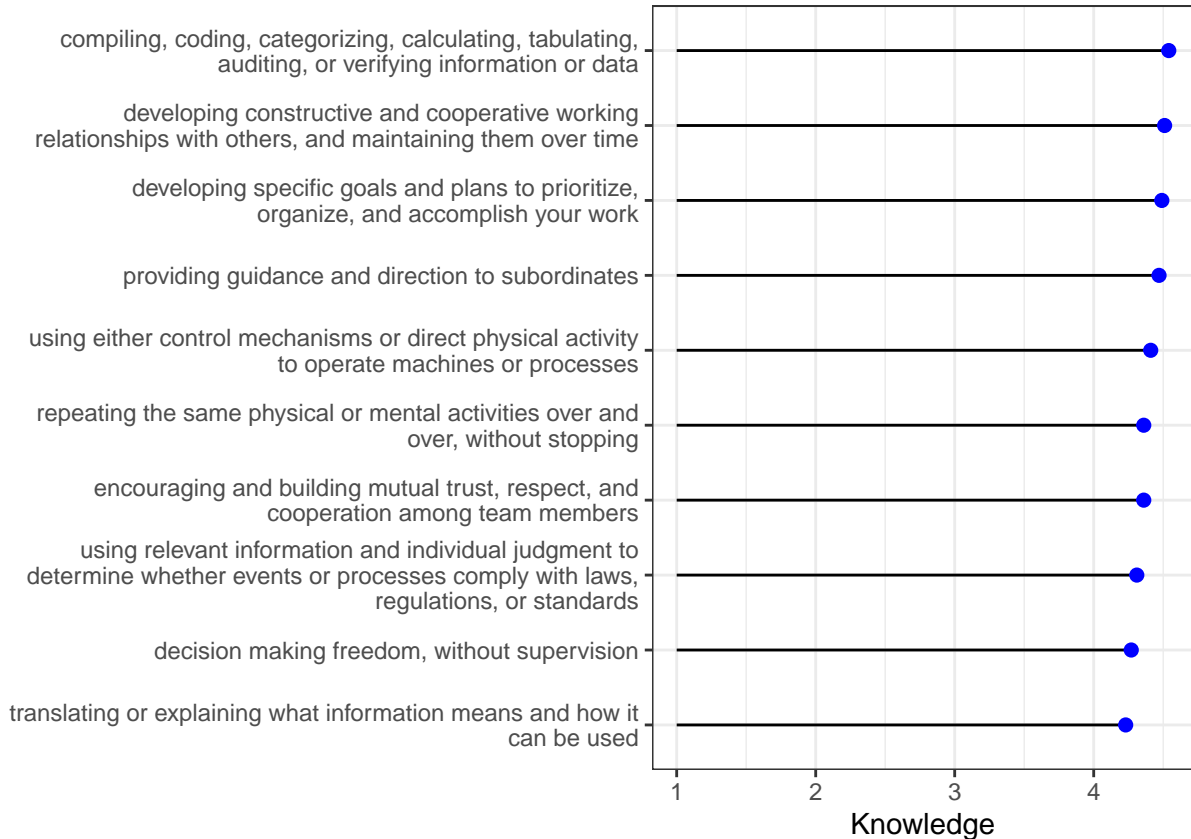 compiling, coding, categorizing, calculating, tabulating,
auditing, or verifying information or data
developing constructive and cooperative working
relationships with others, and maintaining them over time
developing specific goals and plans to prioritize,
organize, and accomplish your work
providing guidance and direction to subordinates
using either control mechanisms or direct physical activity
to operate machines or processes
repeating the same physical or mental activities over and
over, without stopping
encouraging and building mutual trust, respect, and
cooperation among team members
using relevant information and individual judgment to
determine whether events or processes comply with laws,
regulations, or standards
decision making freedom, without supervision
translating or explaining what information means and how it
can be used
1 2 3 4
Knowledge